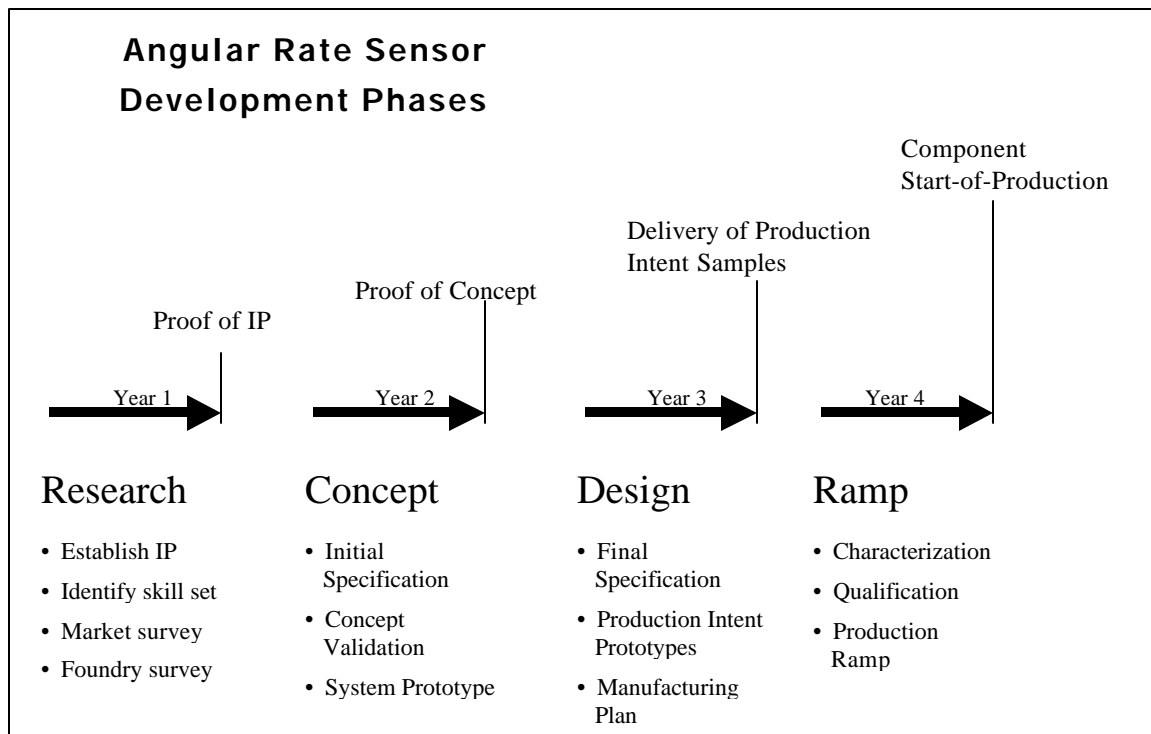 Angular Rate Sensor
Development Phases
Component
Start-of-Production
Delivery of Production
Intent Samples
Proof of Concept
Proof of IP
Year 1
Year 2
Year 3
Year 4
Research
• Establish IP
• Identify skill set
• Market survey
• Foundry survey
Concept
• Initial
Specification
• Concept
Validation
• System Prototype
Design
• Final
Specification
• Production Intent
Prototypes
• Manufacturing
Plan
Ramp
• Characterization
• Qualification
• Production
Ramp